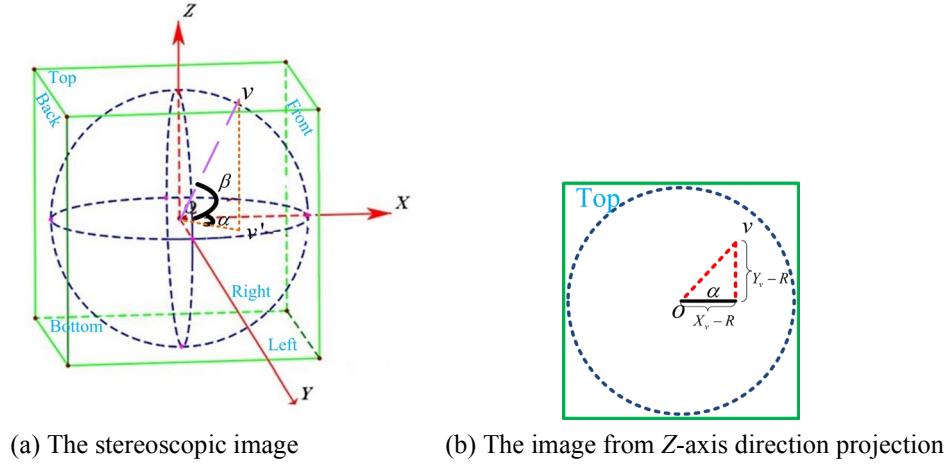 Z
Top
Back
Front
v
β
O
α
X
v'
Right
Bottom
Left
Y
Top
v
Y_v − R
α
o
X_v − R
(a) The stereoscopic image
(b) The image from Z-axis direction projection